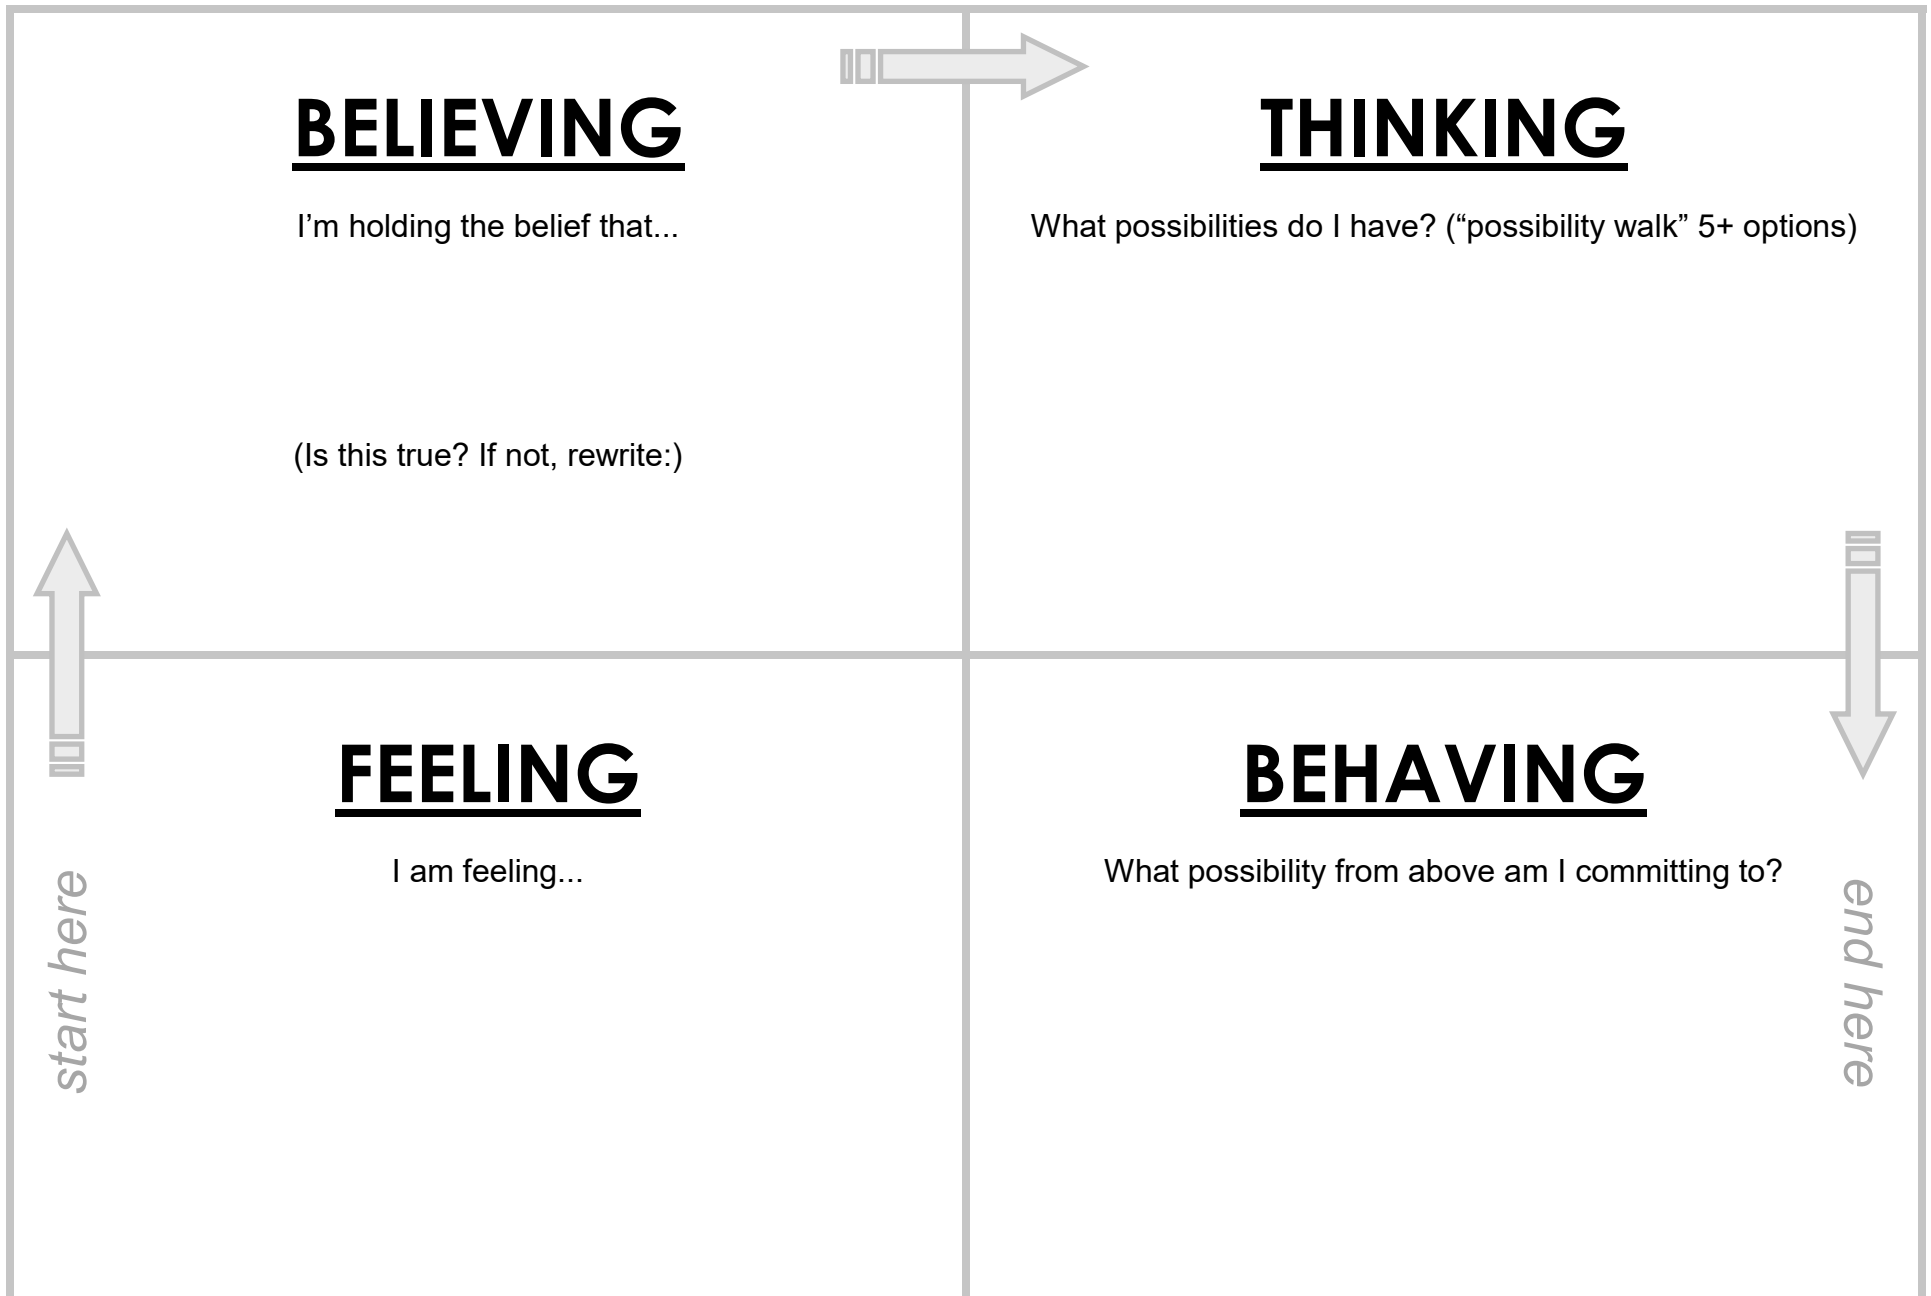 BELIEVING
I’m holding the belief that...
(Is this true? If not, rewrite:)
THINKING
What possibilities do I have? (“possibility walk” 5+ options)
FEELING
I am feeling...
start here
BEHAVING
What possibility from above am I committing to?
end here